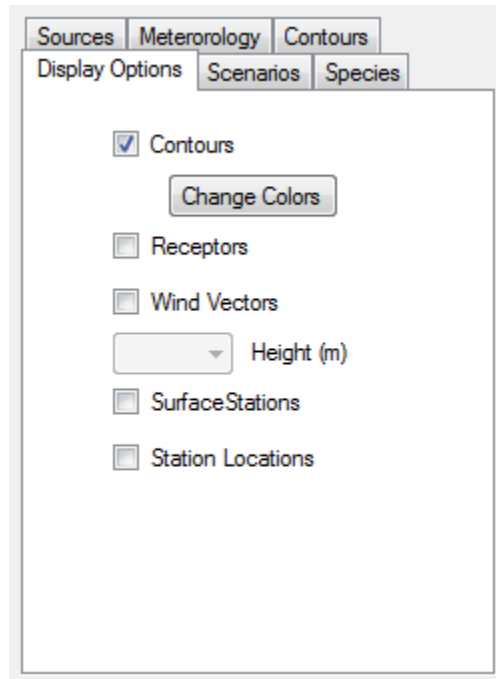 Sources Meterorology Contours
Display Options Scenarios Species
Contours
Change Colors
Receptors
Wind Vectors
Height (m)
SurfaceStations
Station Locations